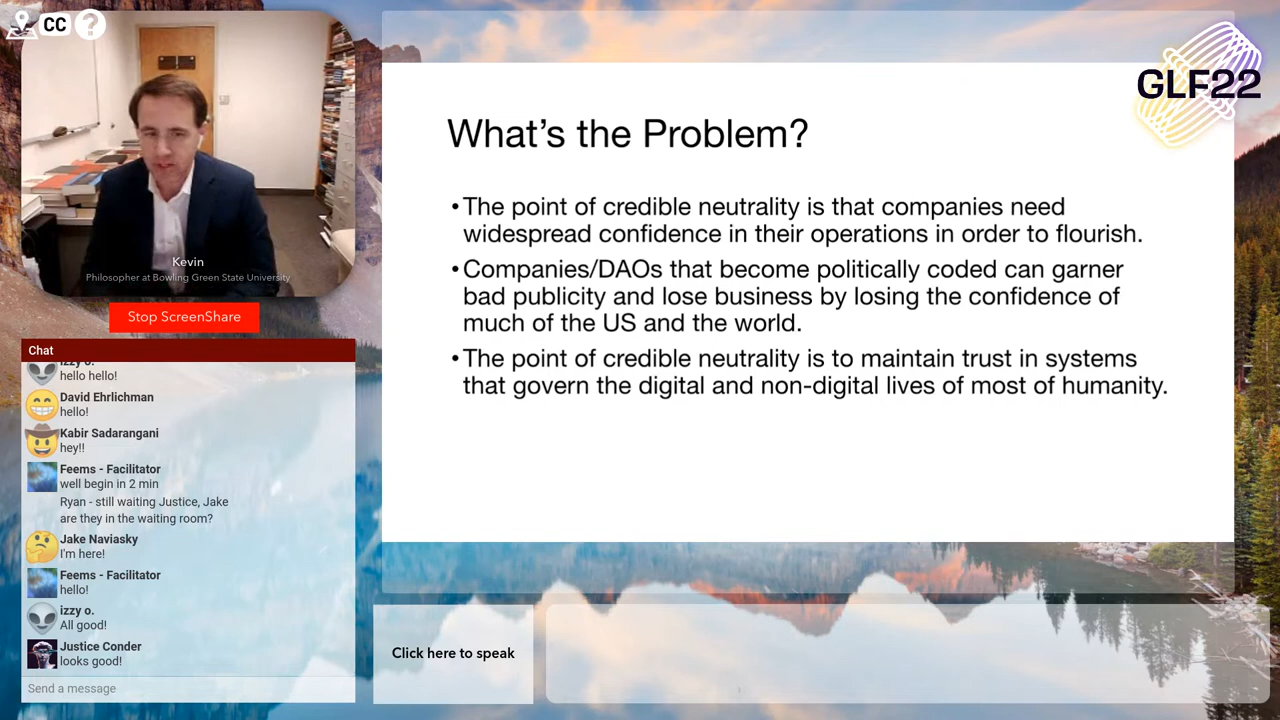 CC
?
Kevin
Philosopher at Bowling Green State University
Stop ScreenShare
Chat
izzy o.
hello hello!
David Ehrlichman
hello!
Kabir Sadarangani
hey!!
Feems - Facilitator
well begin in 2 min
Ryan - still waiting Justice, Jake
are they in the waiting room?
Jake Naviasky
I'm here!
Feems - Facilitator
hello!
izzy o.
All good!
Justice Conder
looks good!
Send a message
GLF22
What's the Problem?
•The point of credible neutrality is that companies need
widespread confidence in their operations in order to flourish.
•Companies/DAOs that become politically coded can garner
bad publicity and lose business by losing the confidence of
much of the US and the world.
•The point of credible neutrality is to maintain trust in systems
that govern the digital and non-digital lives of most of humanity.
Click here to speak